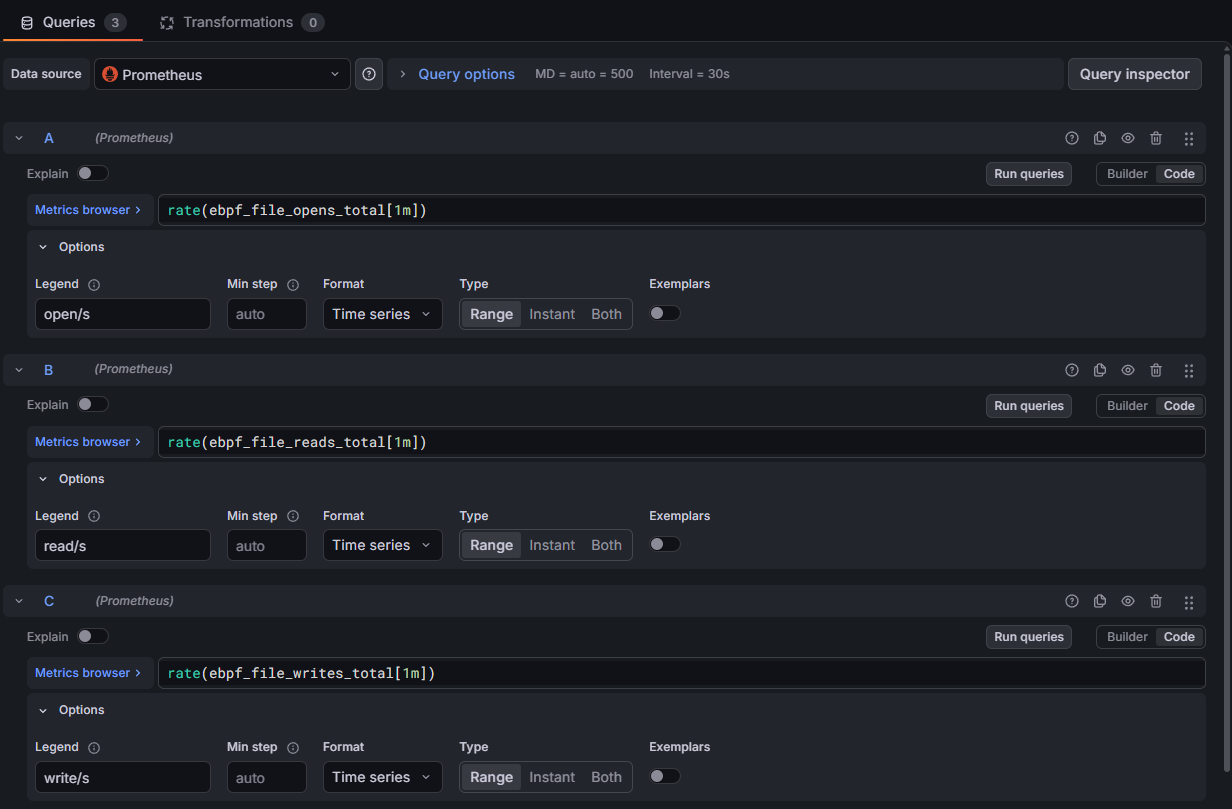 Queries 3 Transformations 0
Data source Prometheus Query options MD = auto = 500 Interval = 30s Query inspector
A (Prometheus)
Explain Run queries Builder Code
Metrics browser > rate(ebpf_file_opens_total[1m])
Options
Legend Min step Format Type Exemplars
open/s auto Time series Range Instant Both
B (Prometheus)
Explain Run queries Builder Code
Metrics browser > rate(ebpf_file_reads_total[1m])
Options
Legend Min step Format Type Exemplars
read/s auto Time series Range Instant Both
C (Prometheus)
Explain Run queries Builder Code
Metrics browser > rate(ebpf_file_writes_total[1m])
Options
Legend Min step Format Type Exemplars
write/s auto Time series Range Instant Both